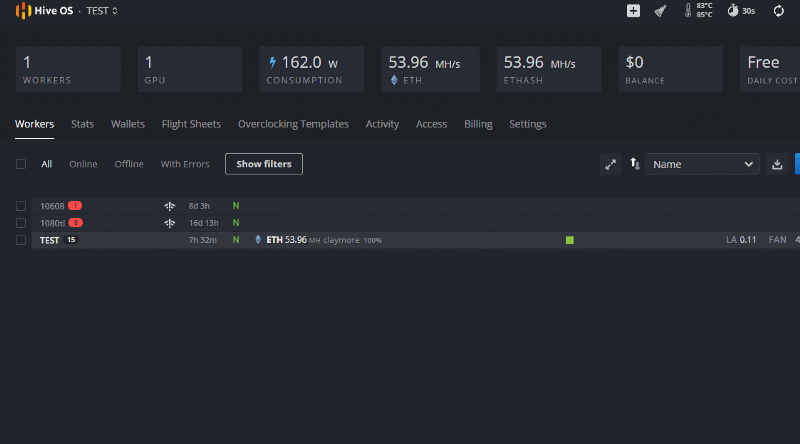 Hive OS · TEST
83°C
85°C
30s
1
WORKERS
1
GPU
162.0 W
CONSUMPTION
53.96 MH/s
ETH
53.96 MH/s
ETHASH
$0
BALANCE
Free
DAILY COST
Workers Stats Wallets Flight Sheets Overclocking Templates Activity Access Billing Settings
All Online Offline With Errors Show filters Name
10608 1 8d 3h N
1080ti 8 16d 13h N
TEST 15 7h 32m N ETH 53.96 MH claymore 100% LA 0.11 FAN 4